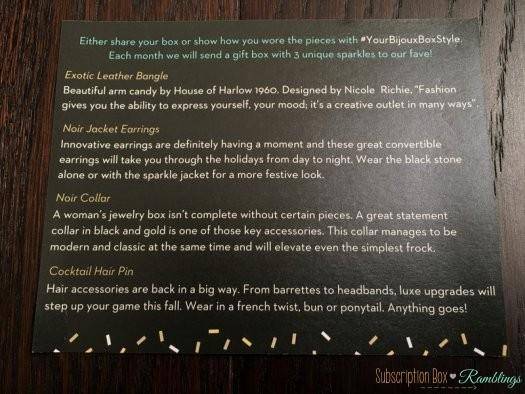 Either share your box or show how you wore the pieces with #YourBijouxBoxStyle.
Each month we will send a gift box with 3 unique sparkles to our fave!
Exotic Leather Bangle
Beautiful arm candy by House of Harlow 1960. Designed by Nicole Richie, "Fashion
gives you the ability to express yourself, your mood; it's a creative outlet in many ways".
Noir Jacket Earrings
Innovative earrings are definitely having a moment and these great convertible
earrings will take you through the holidays from day to night. Wear the black stone
alone or with the sparkle jacket for a more festive look.
Noir Collar
A woman's jewelry box isn't complete without certain pieces. A great statement
collar in black and gold is one of those key accessories. This collar manages to be
modern and classic at the same time and will elevate even the simplest frock.
Cocktail Hair Pin
Hair accessories are back in a big way. From barrettes to headbands, luxe upgrades will
step up your game this fall. Wear in a french twist, bun or ponytail. Anything goes!
Subscription Box ♥ Ramblings